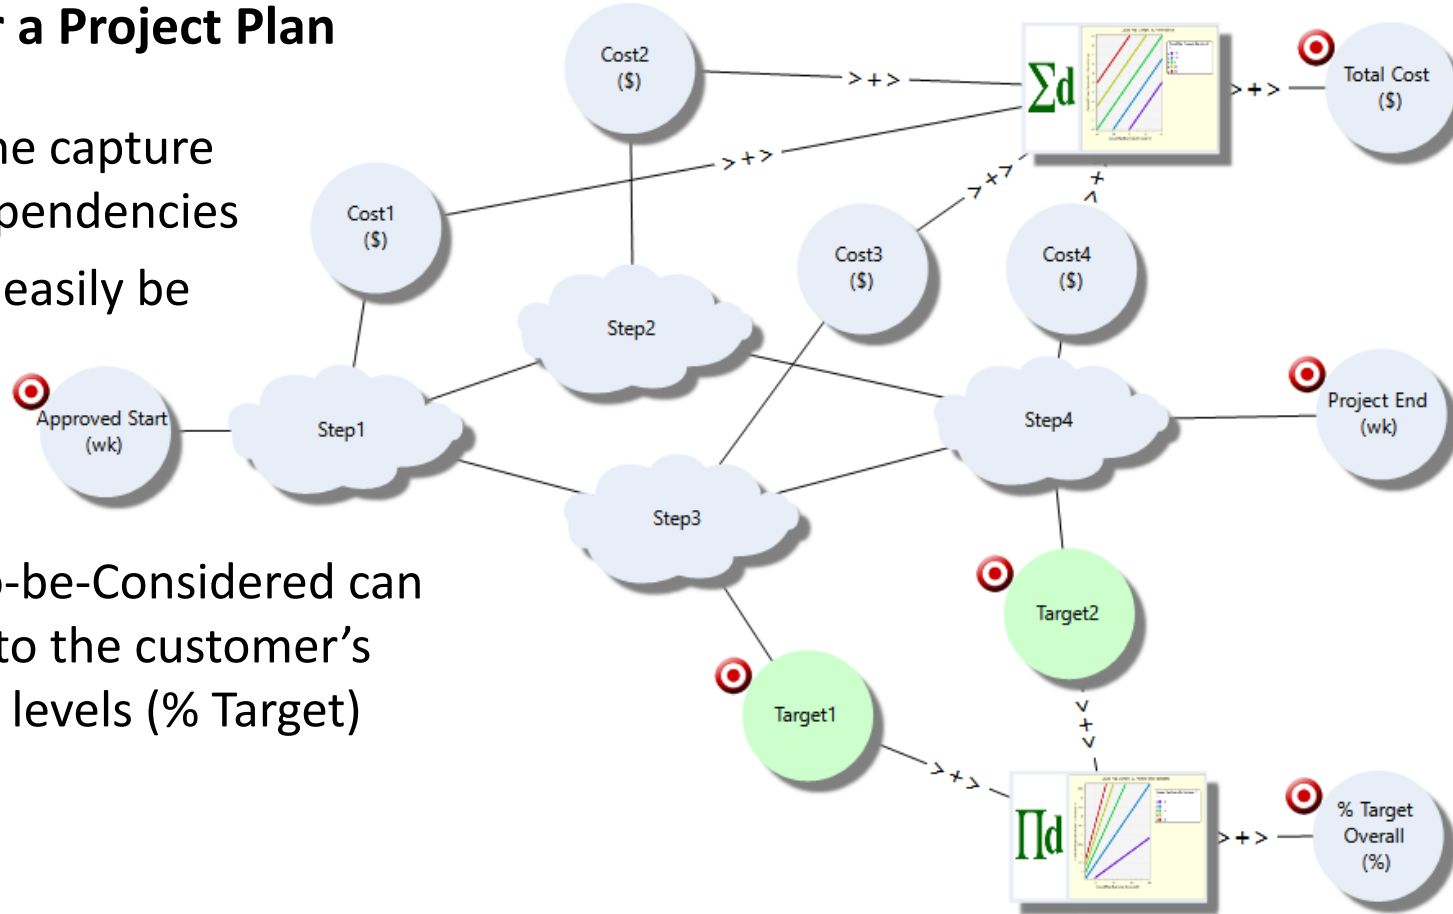 r a Project Plan
ne capture
pendencies
easily be
o-be-Considered can
to the customer’s
levels (% Target)
Cost2
($)
>+>
Σd
>+>
Total Cost
($)
>+>
Cost1
($)
>+>
>+>
Cost3
($)
Cost4
($)
Step2
Approved Start
(wk)
Step1
Step4
Project End
(wk)
Step3
Target2
Target1
>+>
>+>
∏d
>+>
% Target
Overall
(%)